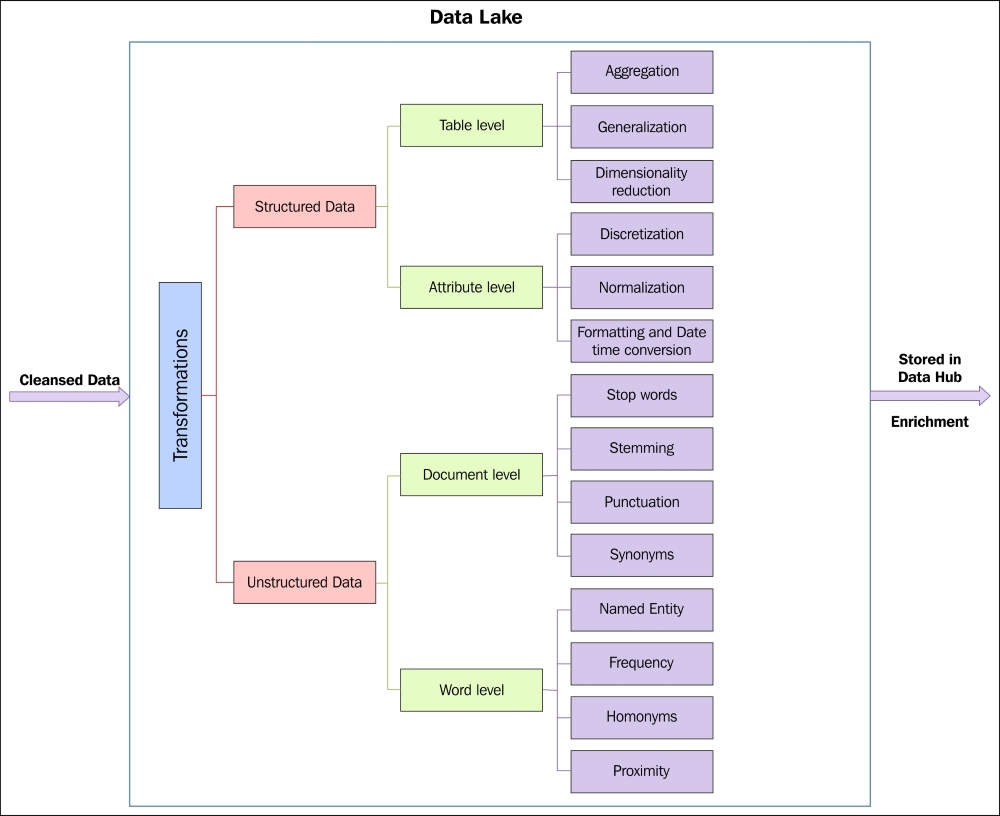 Data Lake
Cleansed Data
Transformations
Structured Data
Table level
Aggregation
Generalization
Dimensionality
reduction
Attribute level
Discretization
Normalization
Formatting and Date
time conversion
Unstructured Data
Document level
Stop words
Stemming
Punctuation
Synonyms
Word level
Named Entity
Frequency
Homonyms
Proximity
Stored in
Data Hub
Enrichment